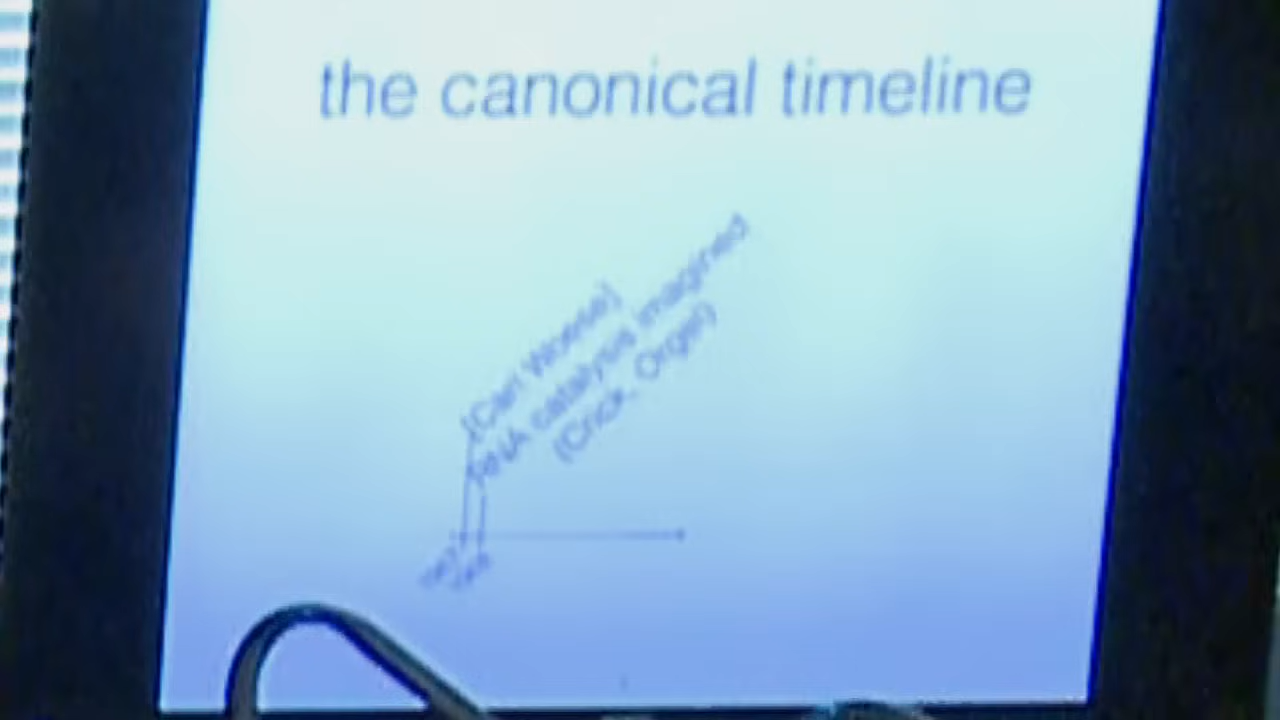 the canonical timeline
(Carl Woese)
RNA catalysis imagined
(Crick, Orgel)